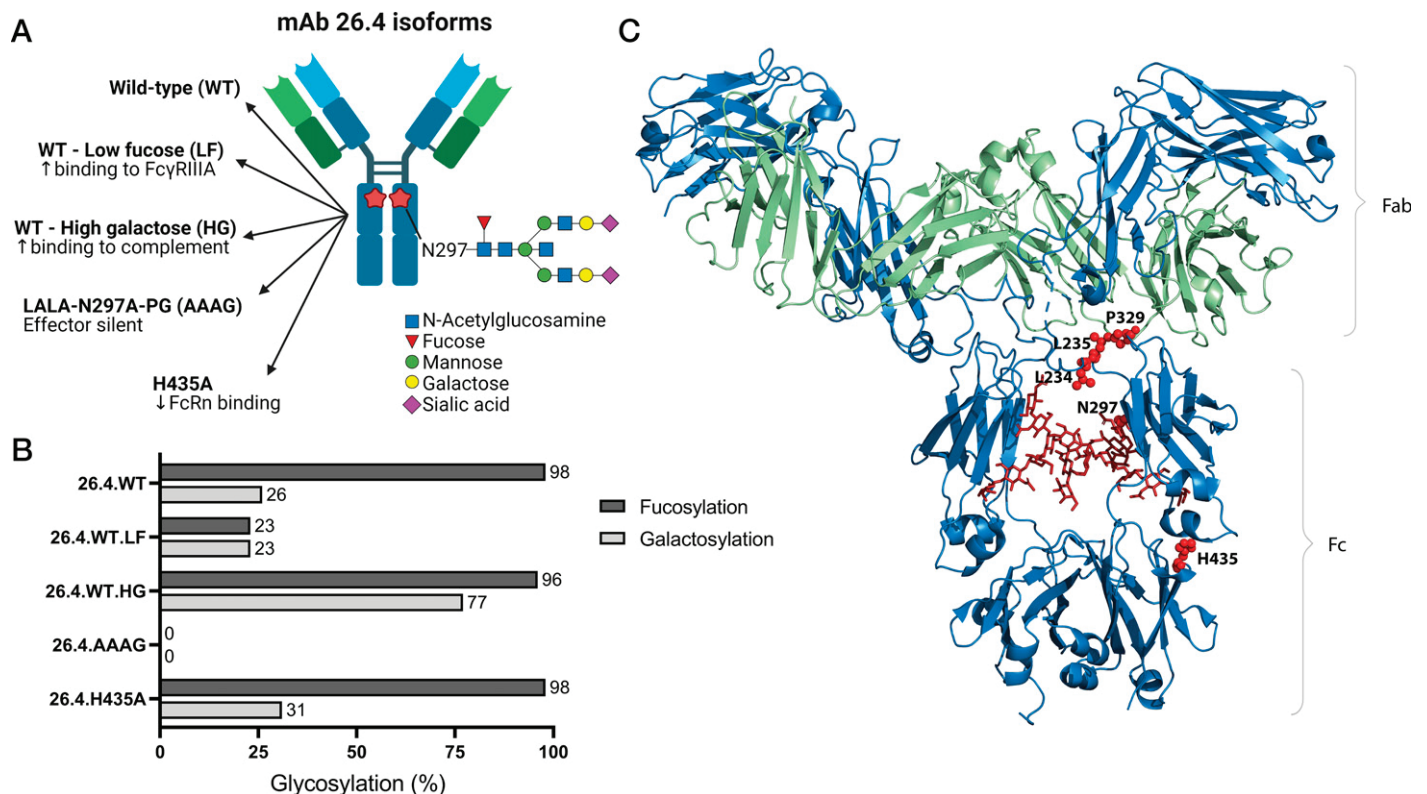 A
mAb 26.4 isoforms
Wild-type (WT)
WT - Low fucose (LF)
↑binding to FcγRIIIA
WT - High galactose (HG)
↑binding to complement
LALA-N297A-PG (AAAG)
Effector silent
H435A
↓FcRn binding
N297
N-Acetylglucosamine
Fucose
Mannose
Galactose
Sialic acid
B
26.4.WT
98
26
26.4.WT.LF
23
23
26.4.WT.HG
96
77
26.4.AAAG
0
0
26.4.H435A
98
31
0 25 50 75 100
Glycosylation (%)
Fucosylation
Galactosylation
C
Fab
P329
L235
L234
N297
H435
Fc